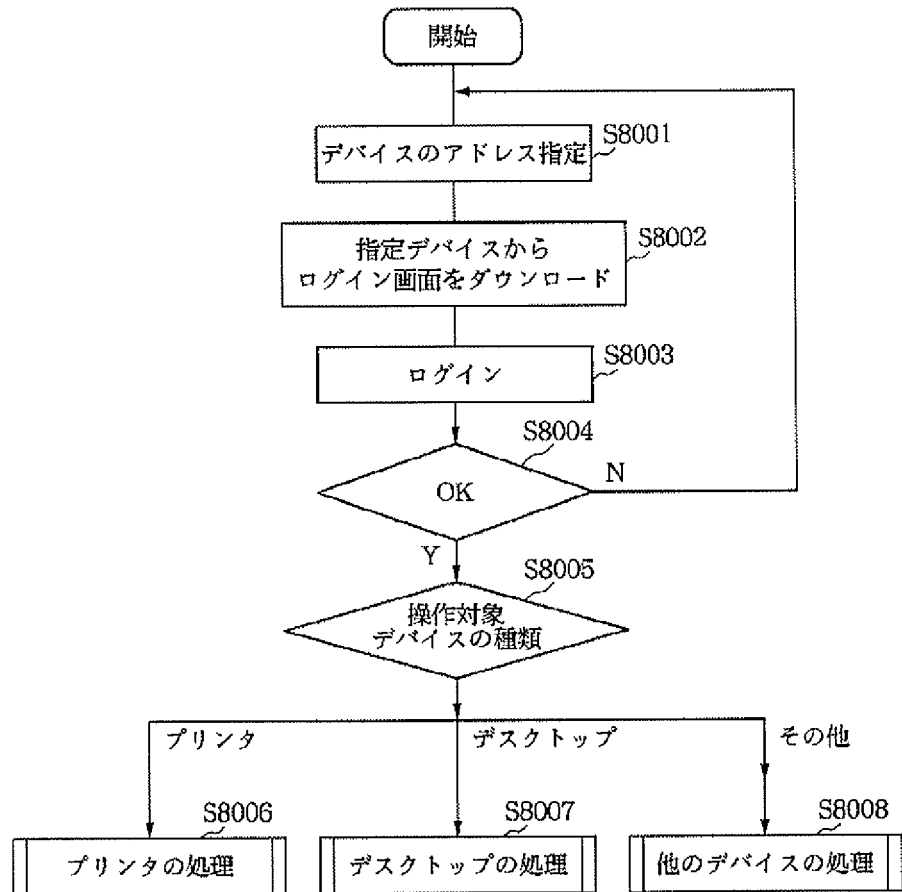 開始
S8001
デバイスのアドレス指定
S8002
指定デバイスから
ログイン画面をダウンロード
S8003
ログイン
S8004
OK
N
Y
S8005
操作対象
デバイスの種類
プリンタ
デスクトップ
その他
S8006
プリンタの処理
S8007
デスクトップの処理
S8008
他のデバイスの処理